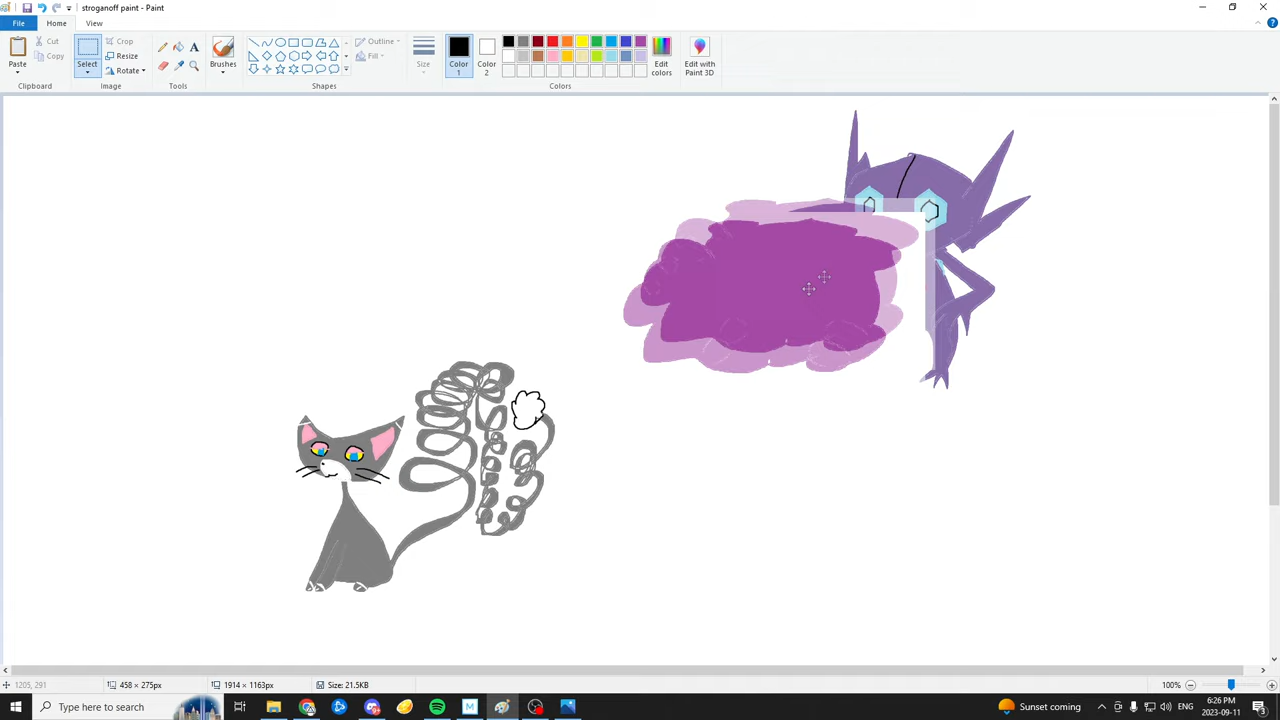 stroganoff paint - Paint
File Home View
Paste Cut Copy Select Crop Resize Rotate A Brushes Outline Fill Size Color 1 Color 2 Edit colors Edit with Paint 3D
Clipboard Image Tools Shapes Colors
1205, 291 458 × 275px 1914 × 1163px Size: 21.5KB 100%
Type here to search M Sunset coming 6:26 PM
2023-09-11